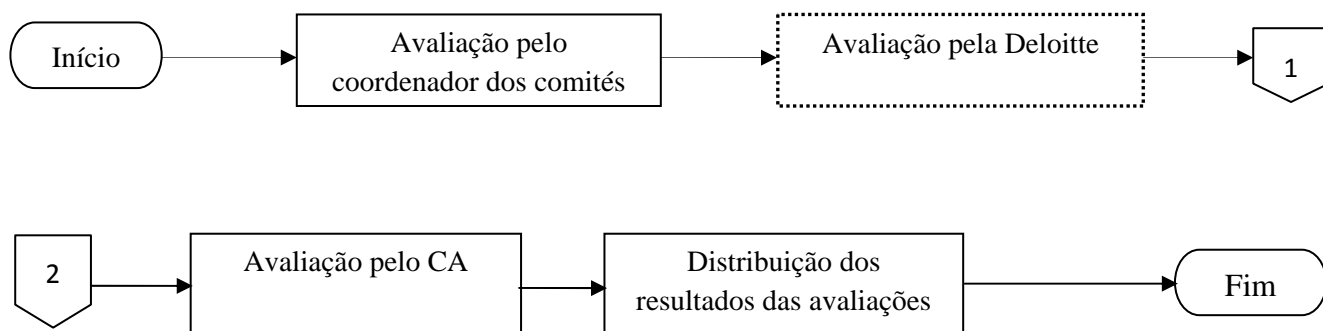 Início
Avaliação pelo
coordenador dos comités
Avaliação pela Deloitte
1
2
Avaliação pelo CA
Distribuição dos
resultados das avaliações
Fim